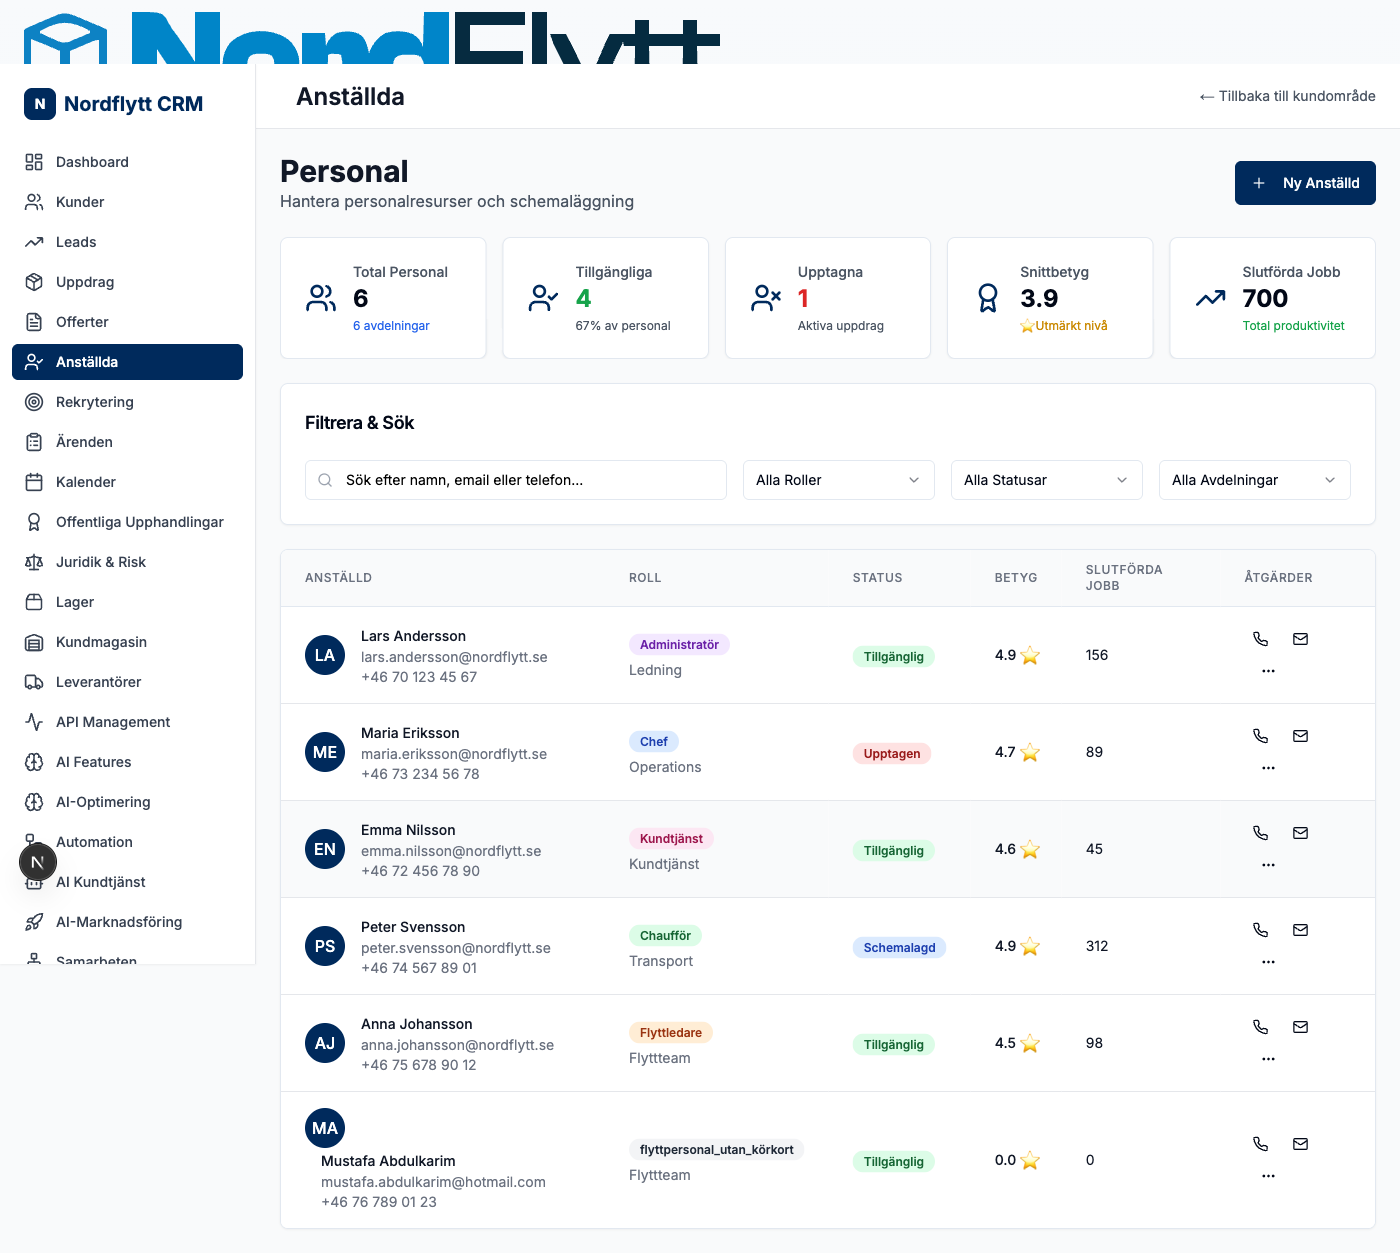 NordFlytt
N Nordflytt CRM
Dashboard
Kunder
Leads
Uppdrag
Offerter
Anställda
Rekrytering
Ärenden
Kalender
Offentliga Upphandlingar
Juridik & Risk
Lager
Kundmagasin
Leverantörer
API Management
AI Features
AI-Optimering
Automation
N
AI Kundtjänst
AI-Marknadsföring
Samarbeten
Anställda
← Tillbaka till kundområde
Personal
Hantera personalresurser och schemaläggning
Ny Anställd
Total Personal
6
6 avdelningar
Tillgängliga
4
67% av personal
Upptagna
1
Aktiva uppdrag
Snittbetyg
3.9
⭐Utmärkt nivå
Slutförda Jobb
700
Total produktivitet
Filtrera & Sök
Sök efter namn, email eller telefon...
Alla Roller
Alla Statusar
Alla Avdelningar
ANSTÄLLD ROLL STATUS BETYG SLUTFÖRDA JOBB ÅTGÄRDER
LA
Lars Andersson
lars.andersson@nordflytt.se
+46 70 123 45 67
Administratör
Ledning
Tillgänglig
4.9 ⭐
156
ME
Maria Eriksson
maria.eriksson@nordflytt.se
+46 73 234 56 78
Chef
Operations
Upptagen
4.7 ⭐
89
EN
Emma Nilsson
emma.nilsson@nordflytt.se
+46 72 456 78 90
Kundtjänst
Kundtjänst
Tillgänglig
4.6 ⭐
45
PS
Peter Svensson
peter.svensson@nordflytt.se
+46 74 567 89 01
Chaufför
Transport
Schemalagd
4.9 ⭐
312
AJ
Anna Johansson
anna.johansson@nordflytt.se
+46 75 678 90 12
Flyttledare
Flyttteam
Tillgänglig
4.5 ⭐
98
MA
Mustafa Abdulkarim
mustafa.abdulkarim@hotmail.com
+46 76 789 01 23
flyttpersonal_utan_körkort
Flyttteam
Tillgänglig
0.0 ⭐
0